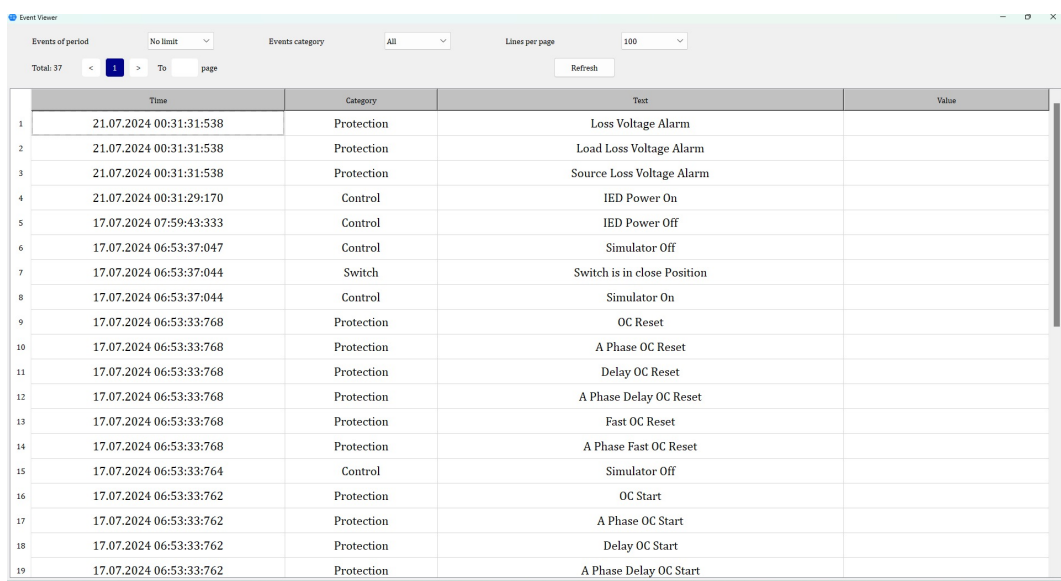 Event Viewer
Events of period No limit Events category All Lines per page 100
Total: 37 < 1 > To page Refresh
Time Category Text Value
1 21.07.2024 00:31:31:538 Protection Loss Voltage Alarm
2 21.07.2024 00:31:31:538 Protection Load Loss Voltage Alarm
3 21.07.2024 00:31:31:538 Protection Source Loss Voltage Alarm
4 21.07.2024 00:31:29:170 Control IED Power On
5 17.07.2024 07:59:43:333 Control IED Power Off
6 17.07.2024 06:53:37:047 Control Simulator Off
7 17.07.2024 06:53:37:044 Switch Switch is in close Position
8 17.07.2024 06:53:37:044 Control Simulator On
9 17.07.2024 06:53:33:768 Protection OC Reset
10 17.07.2024 06:53:33:768 Protection A Phase OC Reset
11 17.07.2024 06:53:33:768 Protection Delay OC Reset
12 17.07.2024 06:53:33:768 Protection A Phase Delay OC Reset
13 17.07.2024 06:53:33:768 Protection Fast OC Reset
14 17.07.2024 06:53:33:768 Protection A Phase Fast OC Reset
15 17.07.2024 06:53:33:764 Control Simulator Off
16 17.07.2024 06:53:33:762 Protection OC Start
17 17.07.2024 06:53:33:762 Protection A Phase OC Start
18 17.07.2024 06:53:33:762 Protection Delay OC Start
19 17.07.2024 06:53:33:762 Protection A Phase Delay OC Start